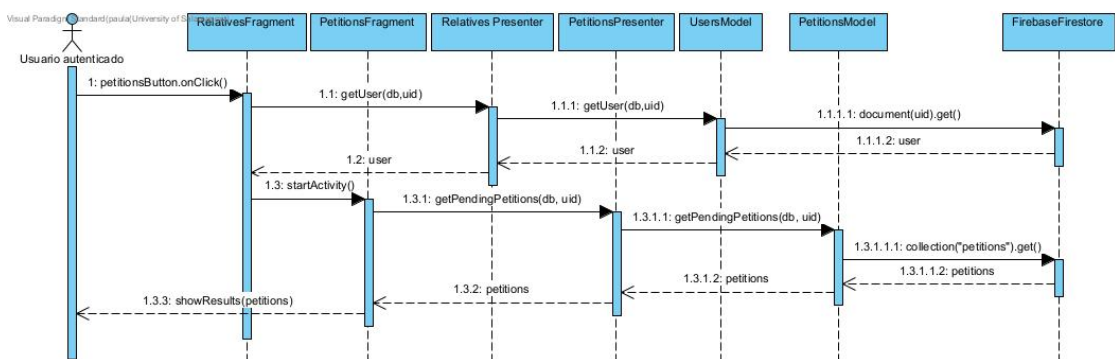 Visual Paradigm Standard(paula(University of
RelativesFragment
PetitionsFragment
Relatives Presenter
PetitionsPresenter
UsersModel
PetitionsModel
FirebaseFirestore
Usuario autenticado
1: petitionsButton.onClick()
1.1: getUser(db,uid)
1.1.1: getUser(db,uid)
1.1.1.1: document(uid).get()
1.1.1.2: user
1.1.2: user
1.2: user
1.3: startActivity()
1.3.1: getPendingPetitions(db, uid)
1.3.1.1: getPendingPetitions(db, uid)
1.3.1.1.1: collection("petitions").get()
1.3.1.1.2: petitions
1.3.1.2: petitions
1.3.2: petitions
1.3.3: showResults(petitions)